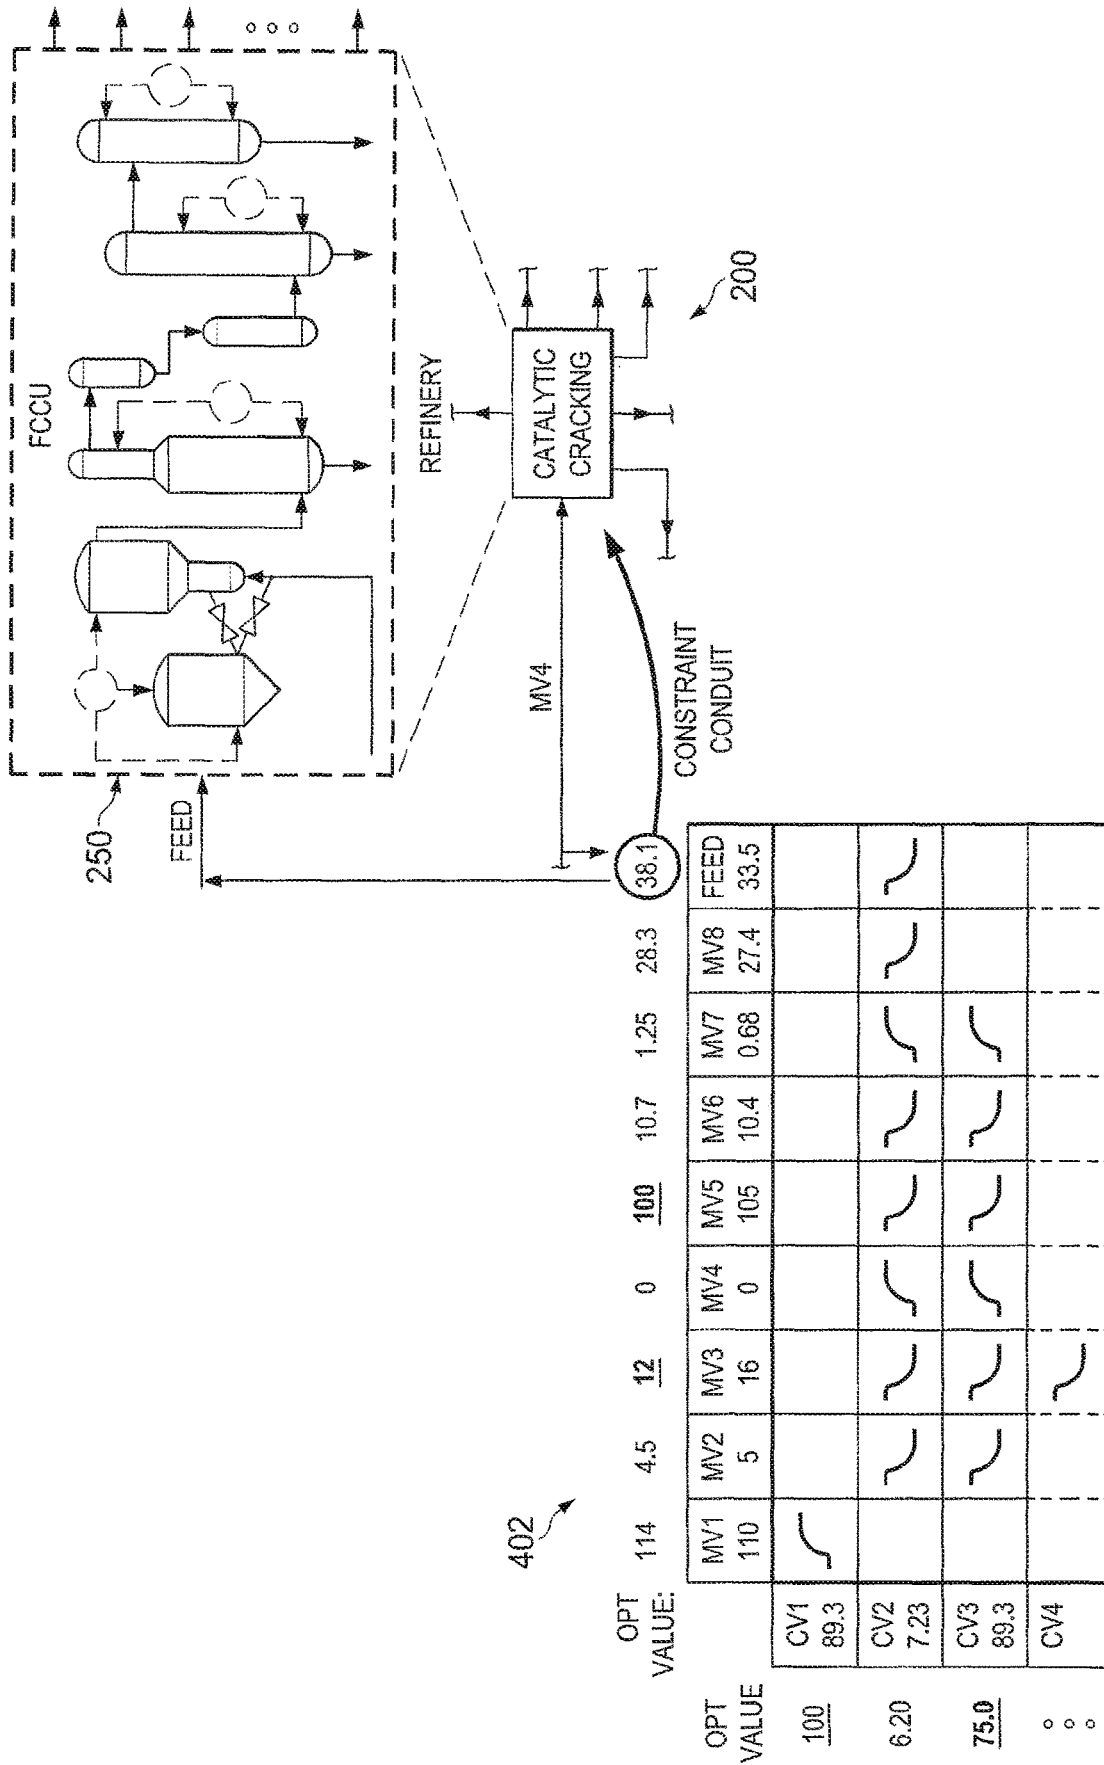 FCCU
250
FEED
REFINERY
CATALYTIC
CRACKING
200
MV4
CONSTRAINT
CONDUIT
402
OPT
VALUE:
114
4.5
12
0
100
10.7
1.25
28.3
38.1
MV1
110
MV2
5
MV3
16
MV4
0
MV5
105
MV6
10.4
MV7
0.68
MV8
27.4
FEED
33.5
OPT
VALUE
100
CV1
89.3
6.20
CV2
7.23
75.0
CV3
89.3
CV4